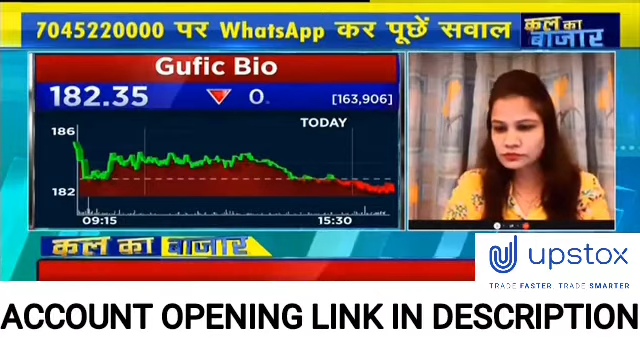 7045220000 पर WhatsApp कर पूछें सवाल
कल का
बाज़ार
Gufic Bio
182.35
0.
[163,906]
TODAY
186
182
09:15
15:30
कल का बाज़ार
upstox
TRADE FASTER TRADE SMARTER
ACCOUNT OPENING LINK IN DESCRIPTION